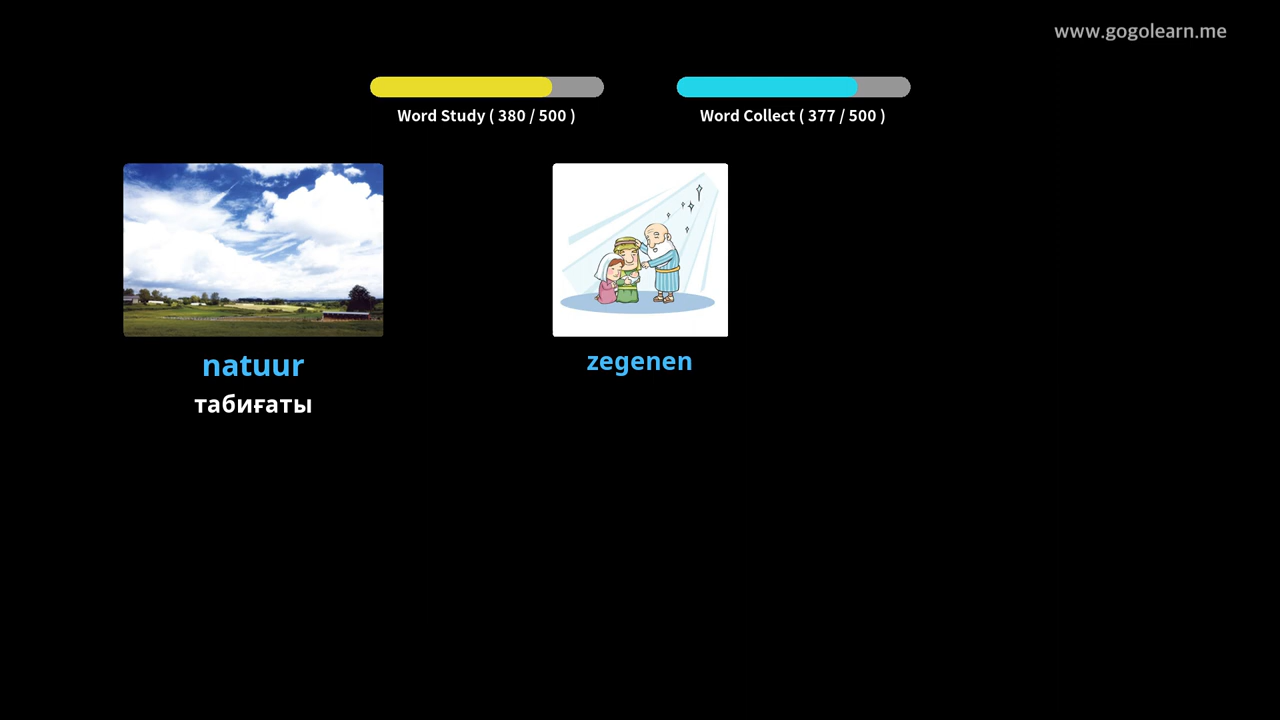 www.gogolearn.me
Word Study ( 380 / 500 )
Word Collect ( 377 / 500 )
natuur
табиғаты
zegenen